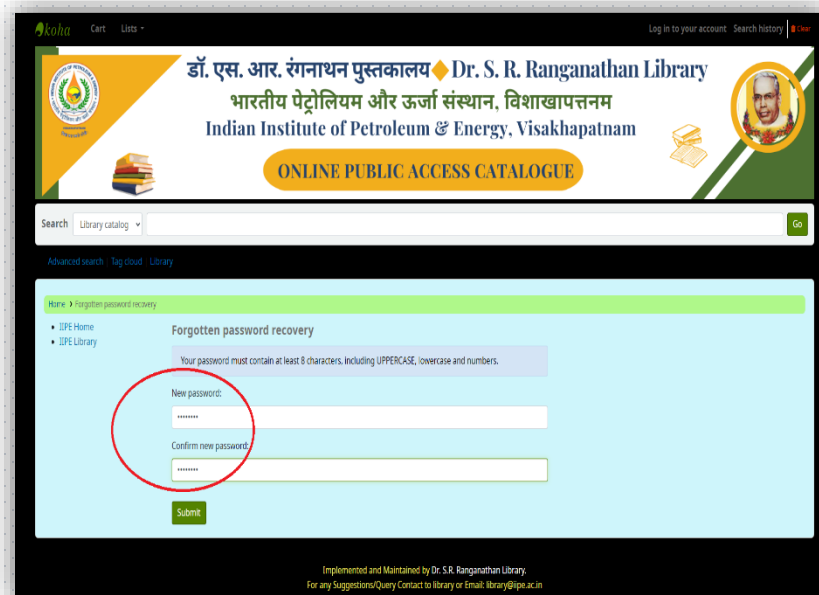 koha Cart Lists Log in to your account Search history Clear
डॉ. एस. आर. रंगनाथन पुस्तकालय Dr. S. R. Ranganathan Library
भारतीय पेट्रोलियम और ऊर्जा संस्थान, विशाखापत्तनम
Indian Institute of Petroleum & Energy, Visakhapatnam
ONLINE PUBLIC ACCESS CATALOGUE
Search Library catalog Go
Advanced search Tag cloud Library
Home Forgotten password recovery
IIPE Home
IIPE Library
Forgotten password recovery
Your password must contain at least 8 characters, including UPPERCASE, lowercase and numbers.
New password:
••••••••
Confirm new password:
••••••••
Submit
Implemented and Maintained by Dr. S.R. Ranganathan Library.
For any Suggestions/Query Contact to library or Email: library@iipe.ac.in